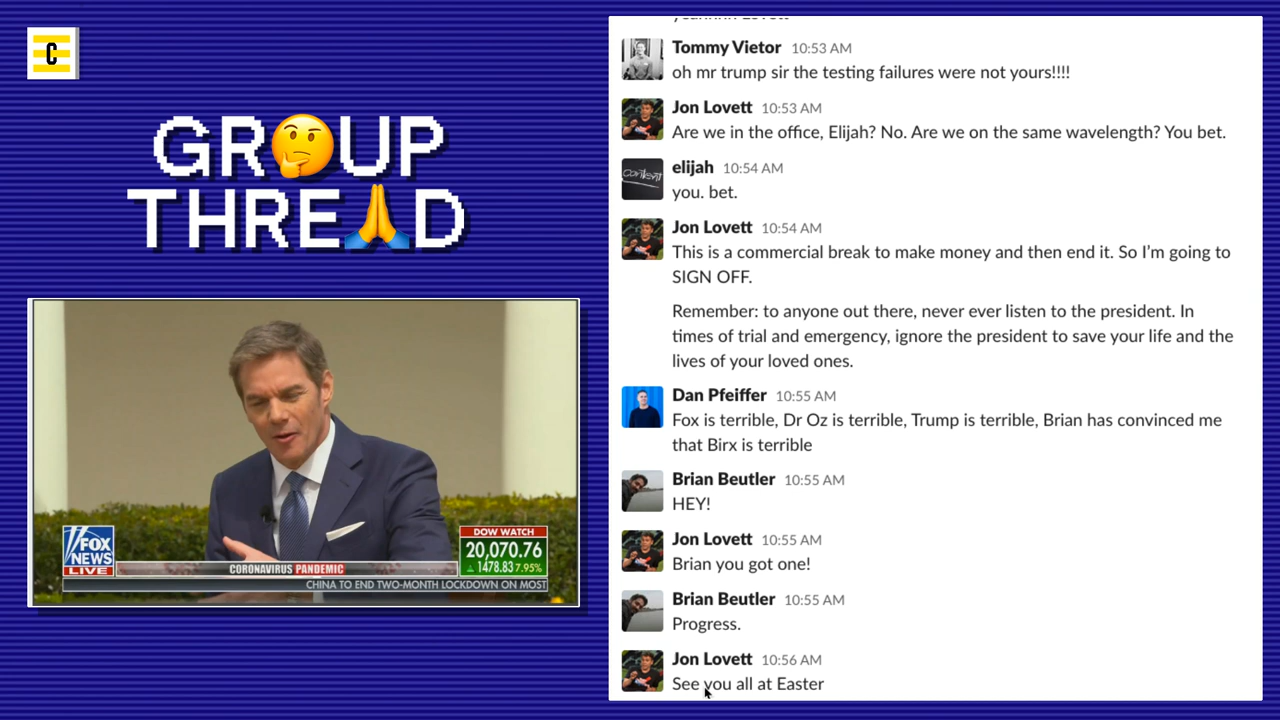 C
GR🤔UP
THRE🙏D
FOX
NEWS
LIVE
CORONAVIRUS PANDEMIC
CHINA TO END TWO-MONTH LOCKDOWN ON MOST
DOW WATCH
20,070.76
1478.83 7.95%
Tommy Vietor 10:53 AM
oh mr trump sir the testing failures were not yours!!!!
Jon Lovett 10:53 AM
Are we in the office, Elijah? No. Are we on the same wavelength? You bet.
elijah 10:54 AM
you. bet.
content
Jon Lovett 10:54 AM
This is a commercial break to make money and then end it. So I’m going to
SIGN OFF.
Remember: to anyone out there, never ever listen to the president. In
times of trial and emergency, ignore the president to save your life and the
lives of your loved ones.
Dan Pfeiffer 10:55 AM
Fox is terrible, Dr Oz is terrible, Trump is terrible, Brian has convinced me
that Birx is terrible
Brian Beutler 10:55 AM
HEY!
Jon Lovett 10:55 AM
Brian you got one!
Brian Beutler 10:55 AM
Progress.
Jon Lovett 10:56 AM
See you all at Easter